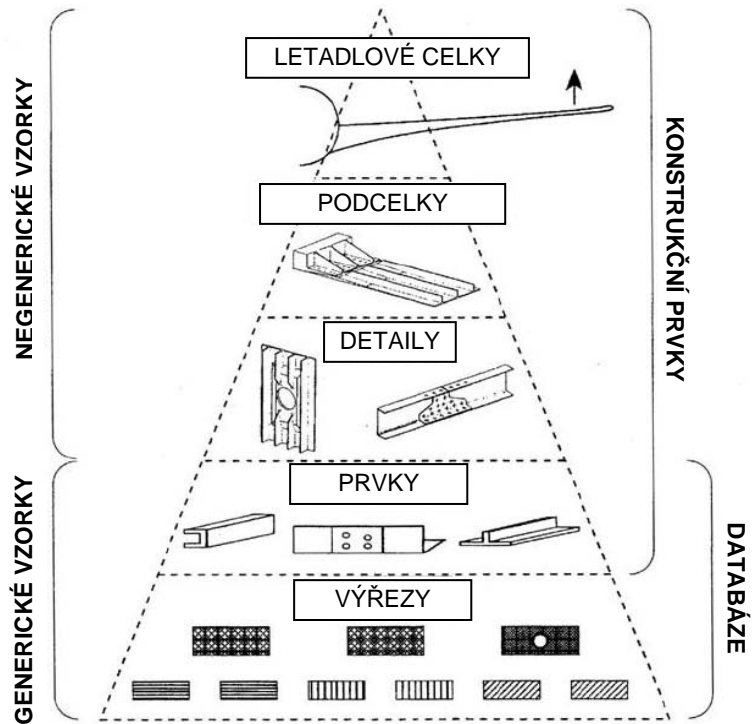 LETADLOVÉ CELKY
PODCELKY
DETAILY
PRVKY
VÝŘEZY
NEGENERICKÉ VZORKY
GENERICKÉ VZORKY
KONSTRUKČNÍ PRVKY
DATABÁZE